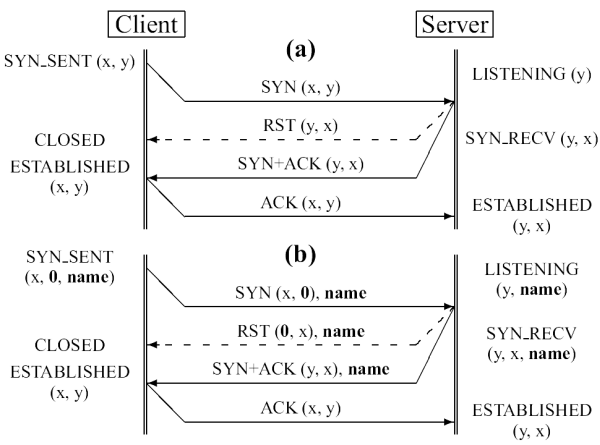 Client Server
(a)
SYN_SENT (x, y)
LISTENING (y)
SYN (x, y)
RST (y, x)
CLOSED
SYN_RECV (y, x)
SYN+ACK (y, x)
ESTABLISHED
(x, y)
ACK (x, y)
ESTABLISHED
(y, x)
(b)
SYN_SENT
(x, 0, name)
LISTENING
(y, name)
SYN (x, 0), name
RST (0, x), name
CLOSED
SYN_RECV
(y, x, name)
SYN+ACK (y, x), name
ESTABLISHED
(x, y)
ACK (x, y)
ESTABLISHED
(y, x)